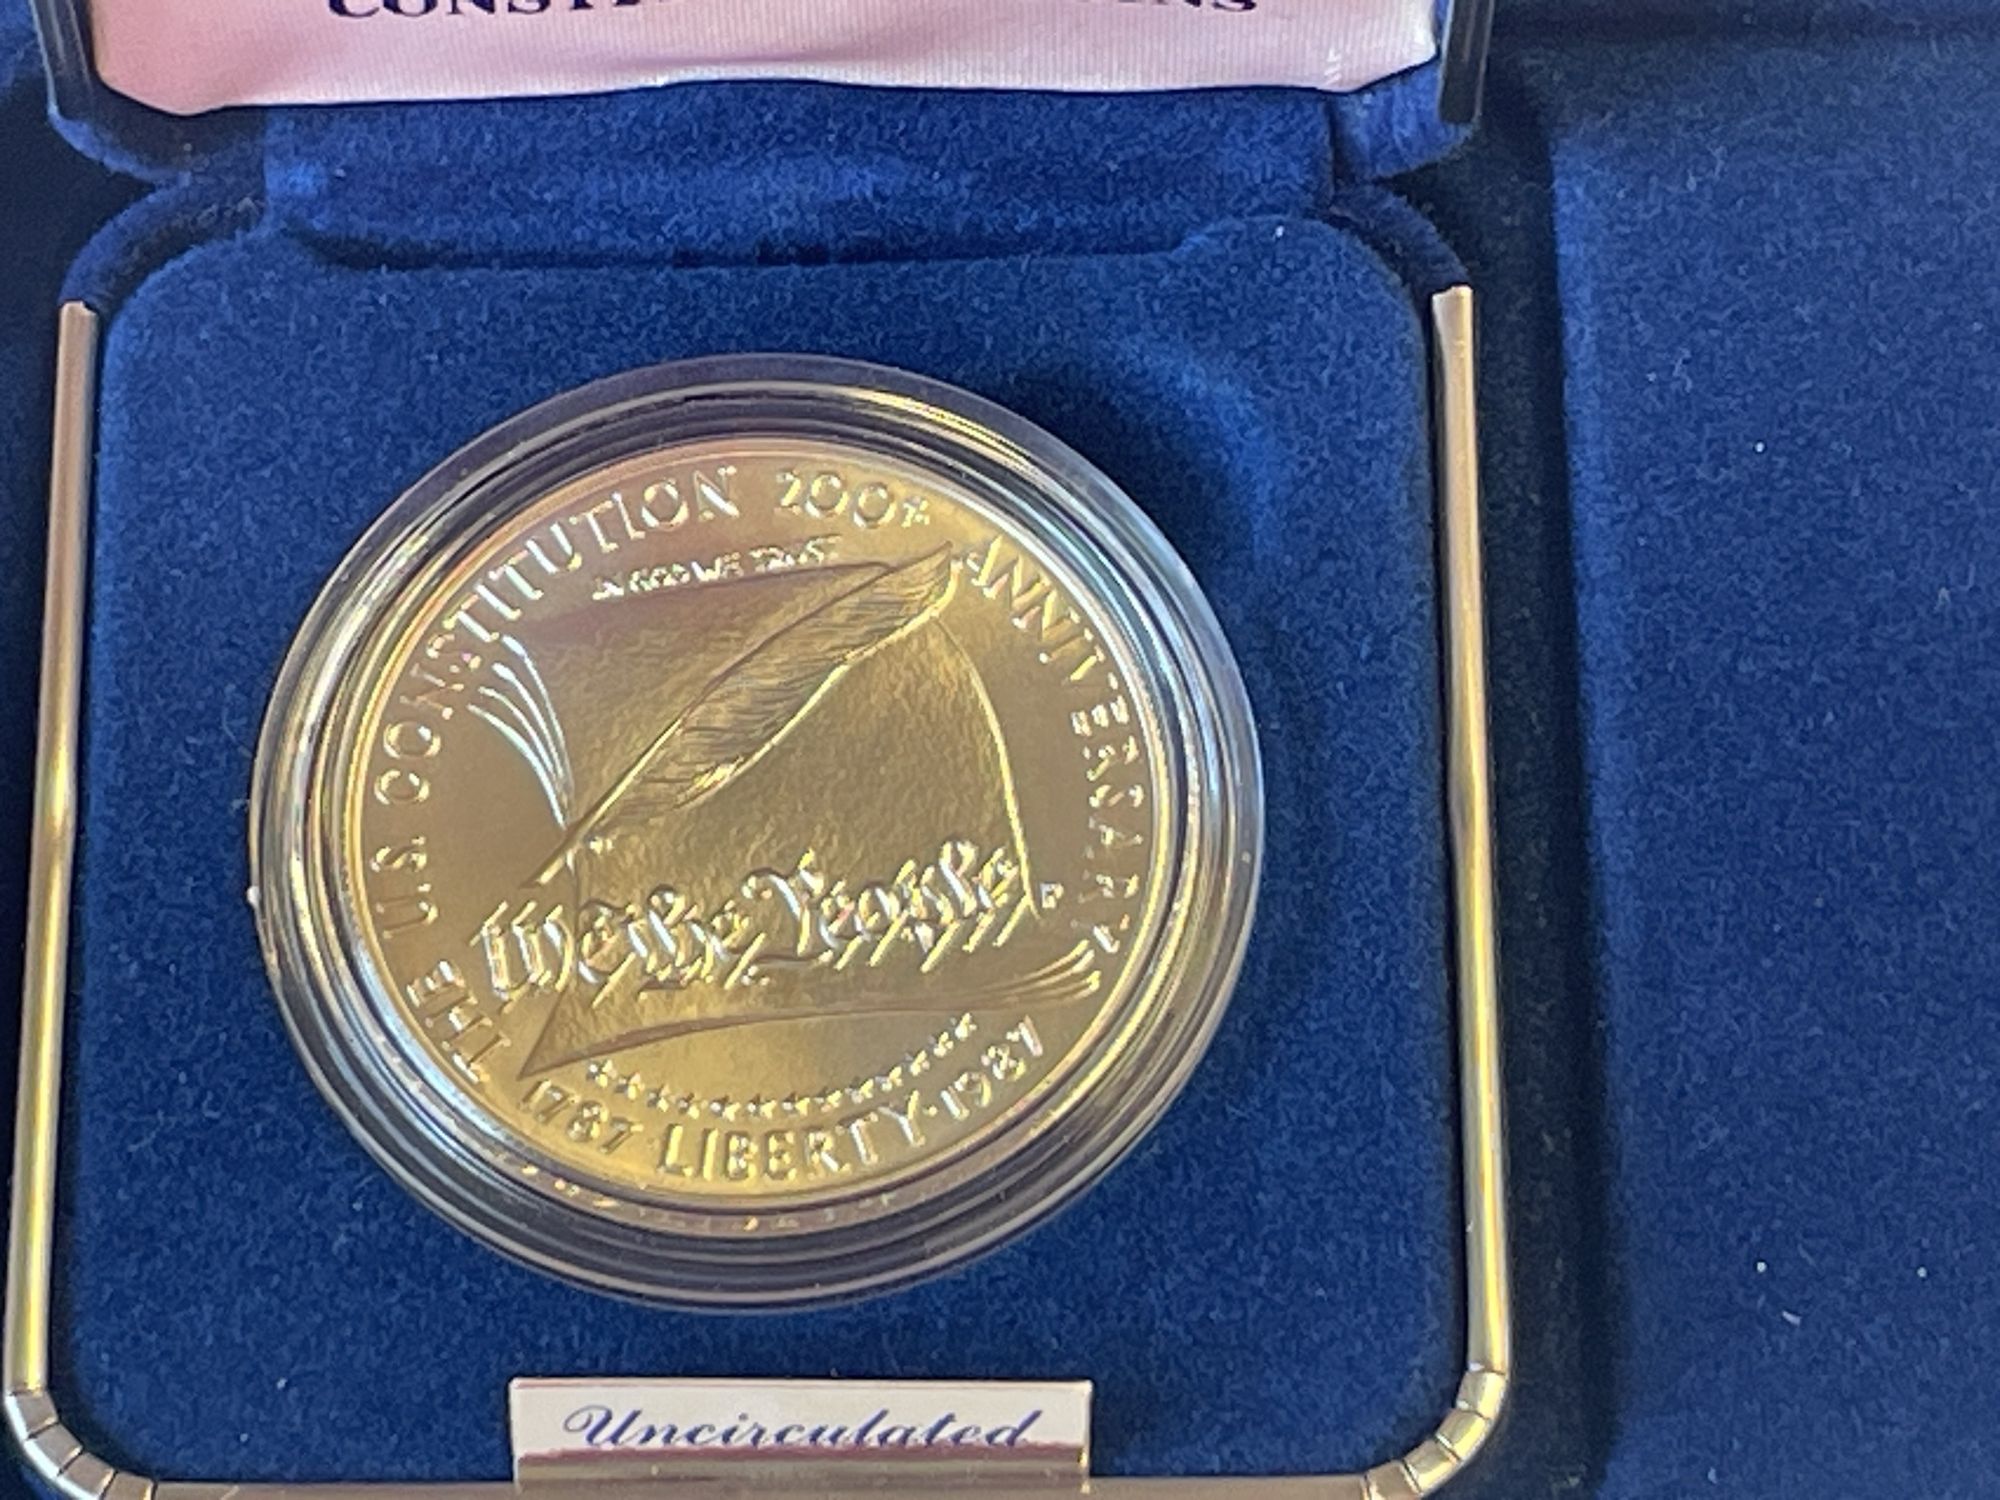 THE U.S. CONSTITUTION 200TH ANNIVERSARY
IN GOD WE TRUST
We the People
P
1787 LIBERTY · 1987
Uncirculated